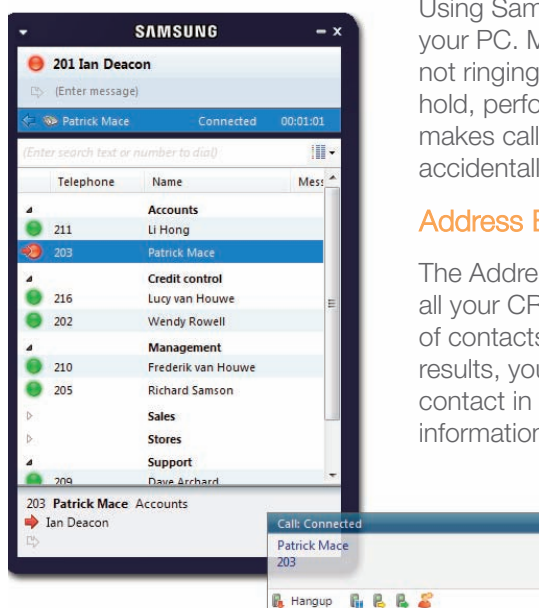 SAMSUNG
201 Ian Deacon
(Enter message)
Patrick Mace Connected 00:01:01
(Enter search text or number to dial)
Telephone Name Mess
Accounts
211 Li Hong
203 Patrick Mace
Credit control
216 Lucy van Houwe
202 Wendy Rowell
Management
210 Frederik van Houwe
205 Richard Samson
Sales
Stores
Support
209 Dave Archard
203 Patrick Mace Accounts
Ian Deacon
Call: Connected
Patrick Mace
203
Hangup
Using Sam
your PC. M
not ringing
hold, perfo
makes call
accidentall
Address B
The Addre
all your CR
of contacts
results, you
contact in
information